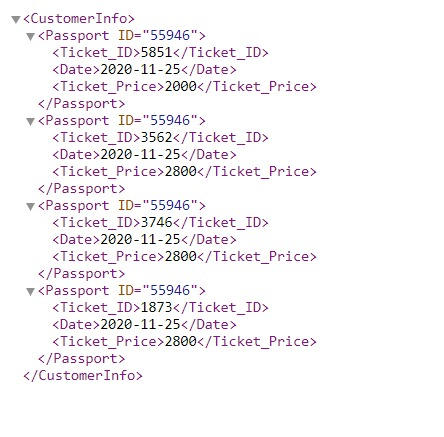 <CustomerInfo>
<Passport ID="55946">
<Ticket_ID>5851</Ticket_ID>
<Date>2020-11-25</Date>
<Ticket_Price>2000</Ticket_Price>
</Passport>
<Passport ID="55946">
<Ticket_ID>3562</Ticket_ID>
<Date>2020-11-25</Date>
<Ticket_Price>2800</Ticket_Price>
</Passport>
<Passport ID="55946">
<Ticket_ID>3746</Ticket_ID>
<Date>2020-11-25</Date>
<Ticket_Price>2800</Ticket_Price>
</Passport>
<Passport ID="55946">
<Ticket_ID>1873</Ticket_ID>
<Date>2020-11-25</Date>
<Ticket_Price>2800</Ticket_Price>
</Passport>
</CustomerInfo>